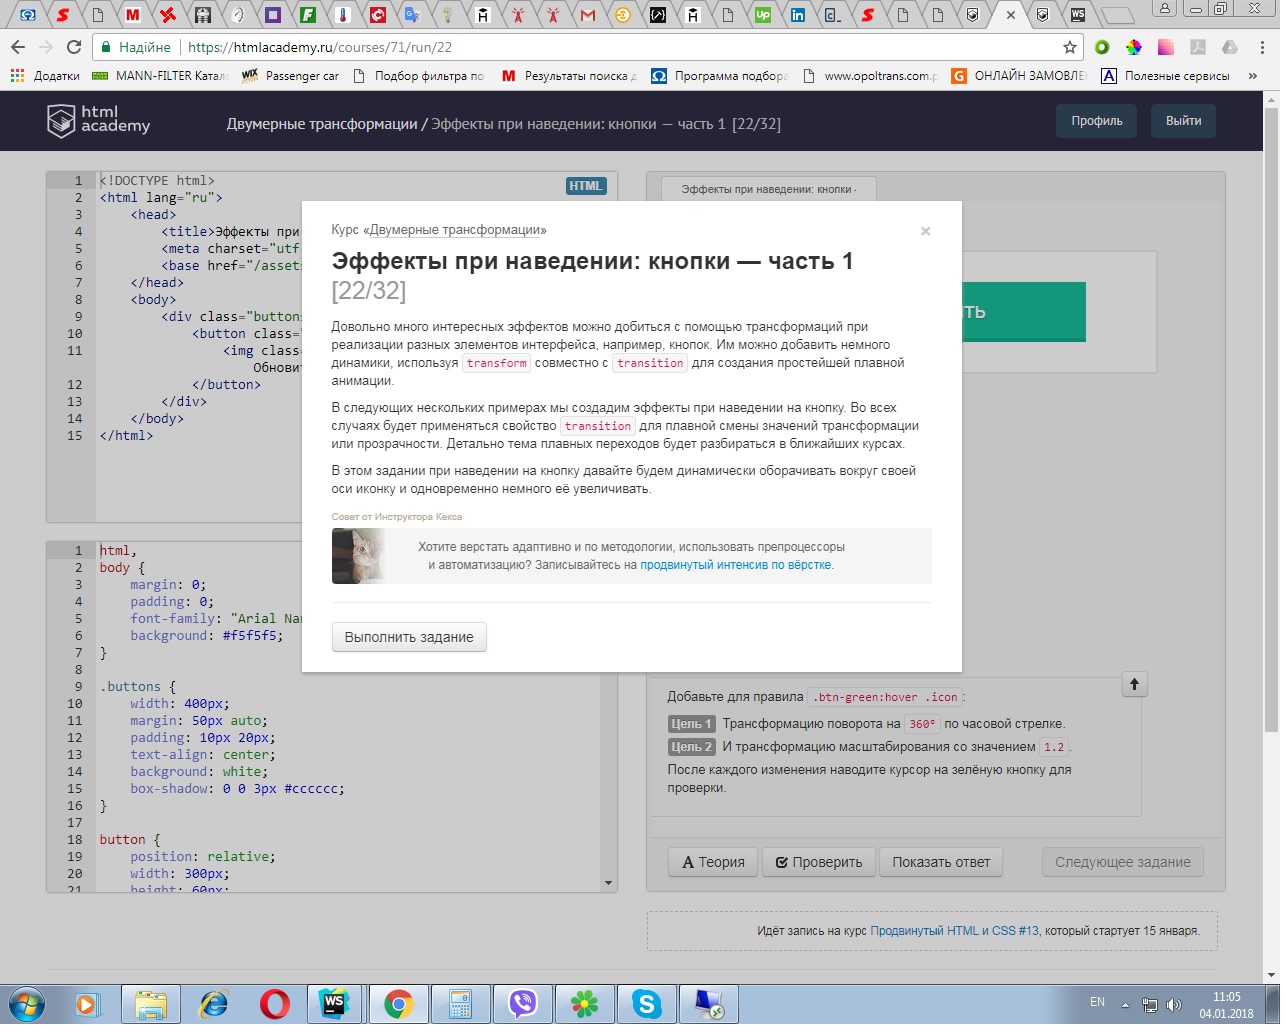 Надійне
https://htmlacademy.ru/courses/71/run/22
Додатки
MANN-FILTER Катал
Passenger car
Подбор фильтра по
Результаты поиска д
Программа подбора
www.opoltrans.com.p
ОНЛАЙН ЗАМОВЛЕ
Полезные сервисы
html
academy
Двумерные трансформации / Эффекты при наведении: кнопки — часть 1 [22/32]
Профиль
Выйти
HTML
1 <!DOCTYPE html>
2 <html lang="ru">
3 <head>
4 <title>Эффекты при
5 <meta charset="utf
6 <base href="/assets
7 </head>
8 <body>
9 <div class="buttons
10 <button class="
11 <img clas
Обновит
12 </button>
13 </div>
14 </body>
15 </html>
1 html,
2 body {
3 margin: 0;
4 padding: 0;
5 font-family: "Arial Nar
6 background: #f5f5f5;
7 }
8
9 .buttons {
10 width: 400px;
11 margin: 50px auto;
12 padding: 10px 20px;
13 text-align: center;
14 background: white;
15 box-shadow: 0 0 3px #cccccc;
16 }
17
18 button {
19 position: relative;
20 width: 300px;
21 height: 60px;
Курс «Двумерные трансформации»
×
Эффекты при наведении: кнопки — часть 1
[22/32]
Довольно много интересных эффектов можно добиться с помощью трансформаций при
реализации разных элементов интерфейса, например, кнопок. Им можно добавить немного
динамики, используя transform совместно с transition для создания простейшей плавной
анимации.
В следующих нескольких примерах мы создадим эффекты при наведении на кнопку. Во всех
случаях будет применяться свойство transition для плавной смены значений трансформации
или прозрачности. Детально тема плавных переходов будет разбираться в ближайших курсах.
В этом задании при наведении на кнопку давайте будем динамически оборачивать вокруг своей
оси иконку и одновременно немного её увеличивать.
Совет от Инструктора Кекса
Хотите верстать адаптивно и по методологии, использовать препроцессоры
и автоматизацию? Записывайтесь на продвинутый интенсив по вёрстке.
Выполнить задание
Эффекты при наведении: кнопки -
ТЬ
Добавьте для правила .btn-green:hover .icon:
Цель 1 Трансформацию поворота на 360° по часовой стрелке.
Цель 2 И трансформацию масштабирования со значением 1.2.
После каждого изменения наводите курсор на зелёную кнопку для
проверки.
Теория
Проверить
Показать ответ
Следующее задание
Идёт запись на курс Продвинутый HTML и CSS #13, который стартует 15 января.
EN
11:05
04.01.2018